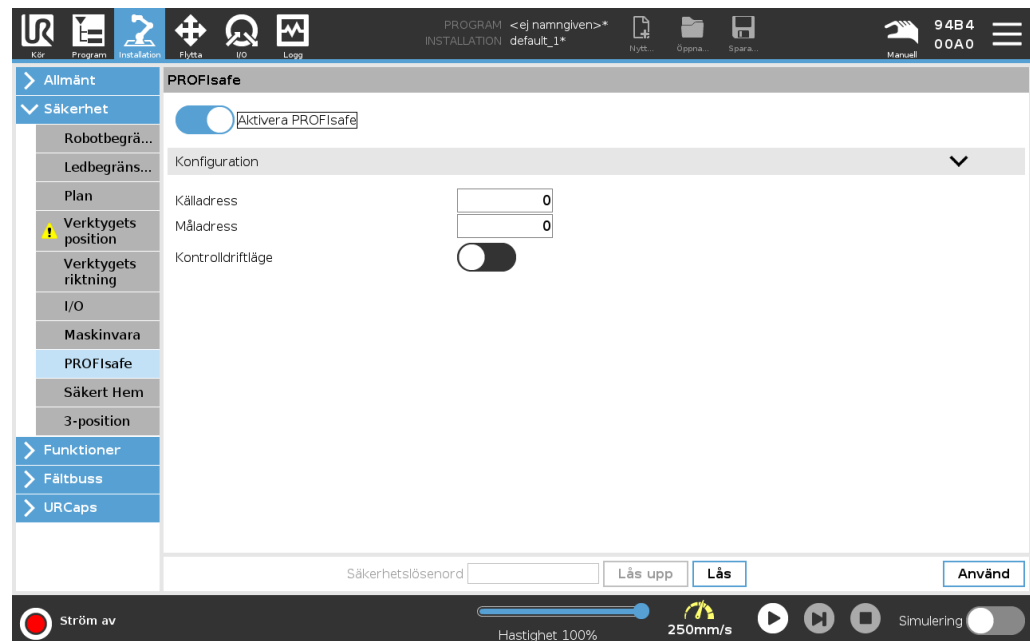 UR
PROGRAM <ej namngiven>*
INSTALLATION default_1*
94B4
00A0
Kör Program Installation Flytta I/O Logg Nytt... Öppna... Spara... Manuell
Allmänt
Säkerhet
Robotbegrä...
Ledbegräns...
Plan
Verktygets
position
Verktygets
riktning
I/O
Maskinvara
PROFIsafe
Säkert Hem
3-position
Funktioner
Fältbuss
URCaps
PROFIsafe
Aktivera PROFIsafe
Konfiguration
Källadress 0
Måladress 0
Kontrolldriftläge
Säkerhetslösenord Lås upp Lås Använd
Ström av
Hastighet 100%
250mm/s
Simulering